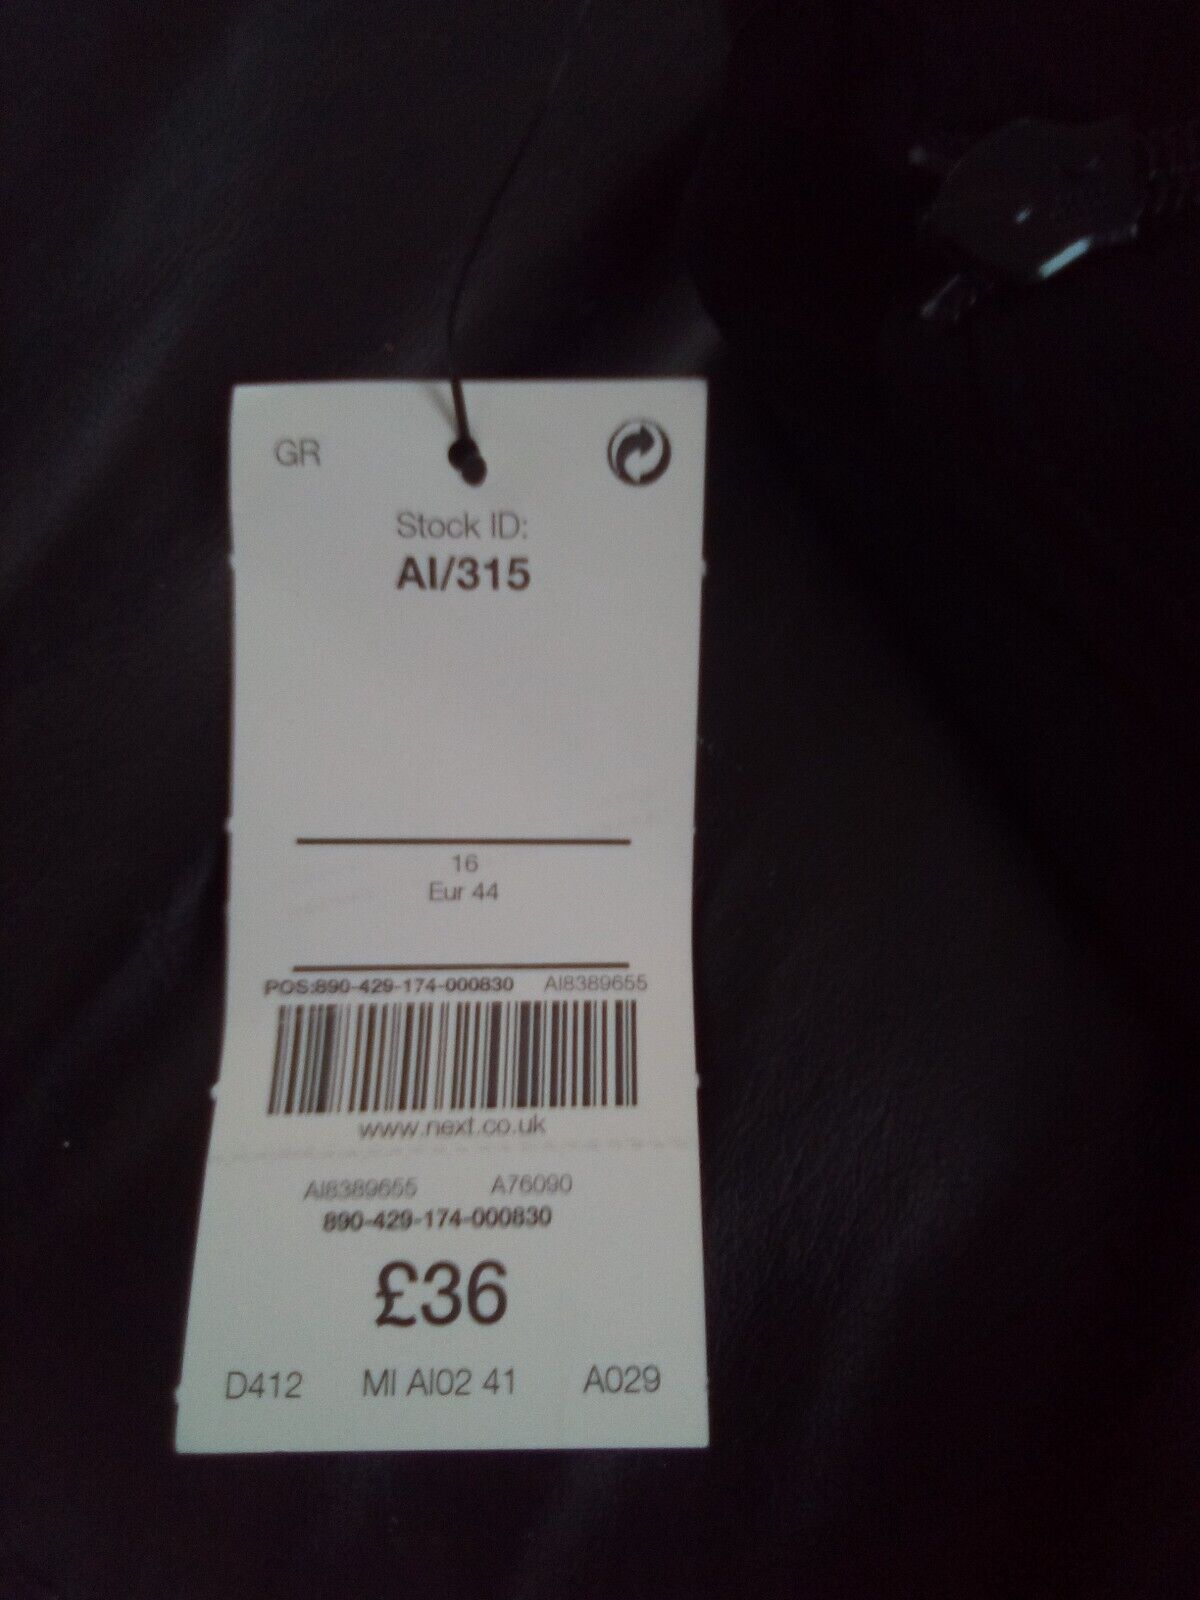 GR
Stock ID:
AI/315
16
Eur 44
POS:890-429-174-000830 AI8389655
www.next.co.uk
AI8389655 A76090
890-429-174-000830
£36
D412 MI AI02 41 A029